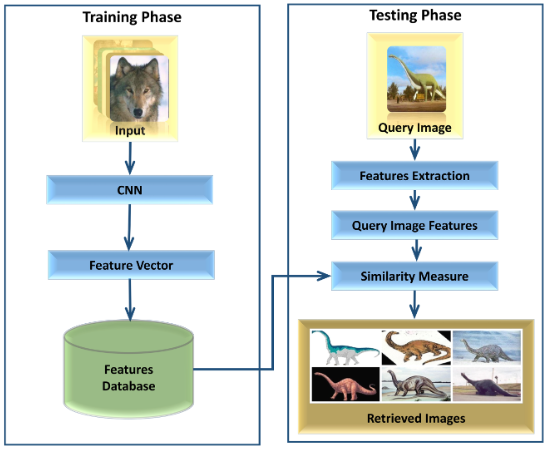 Training Phase
Input
CNN
Feature Vector
Features
Database
Testing Phase
Query Image
Features Extraction
Query Image Features
Similarity Measure
Retrieved Images